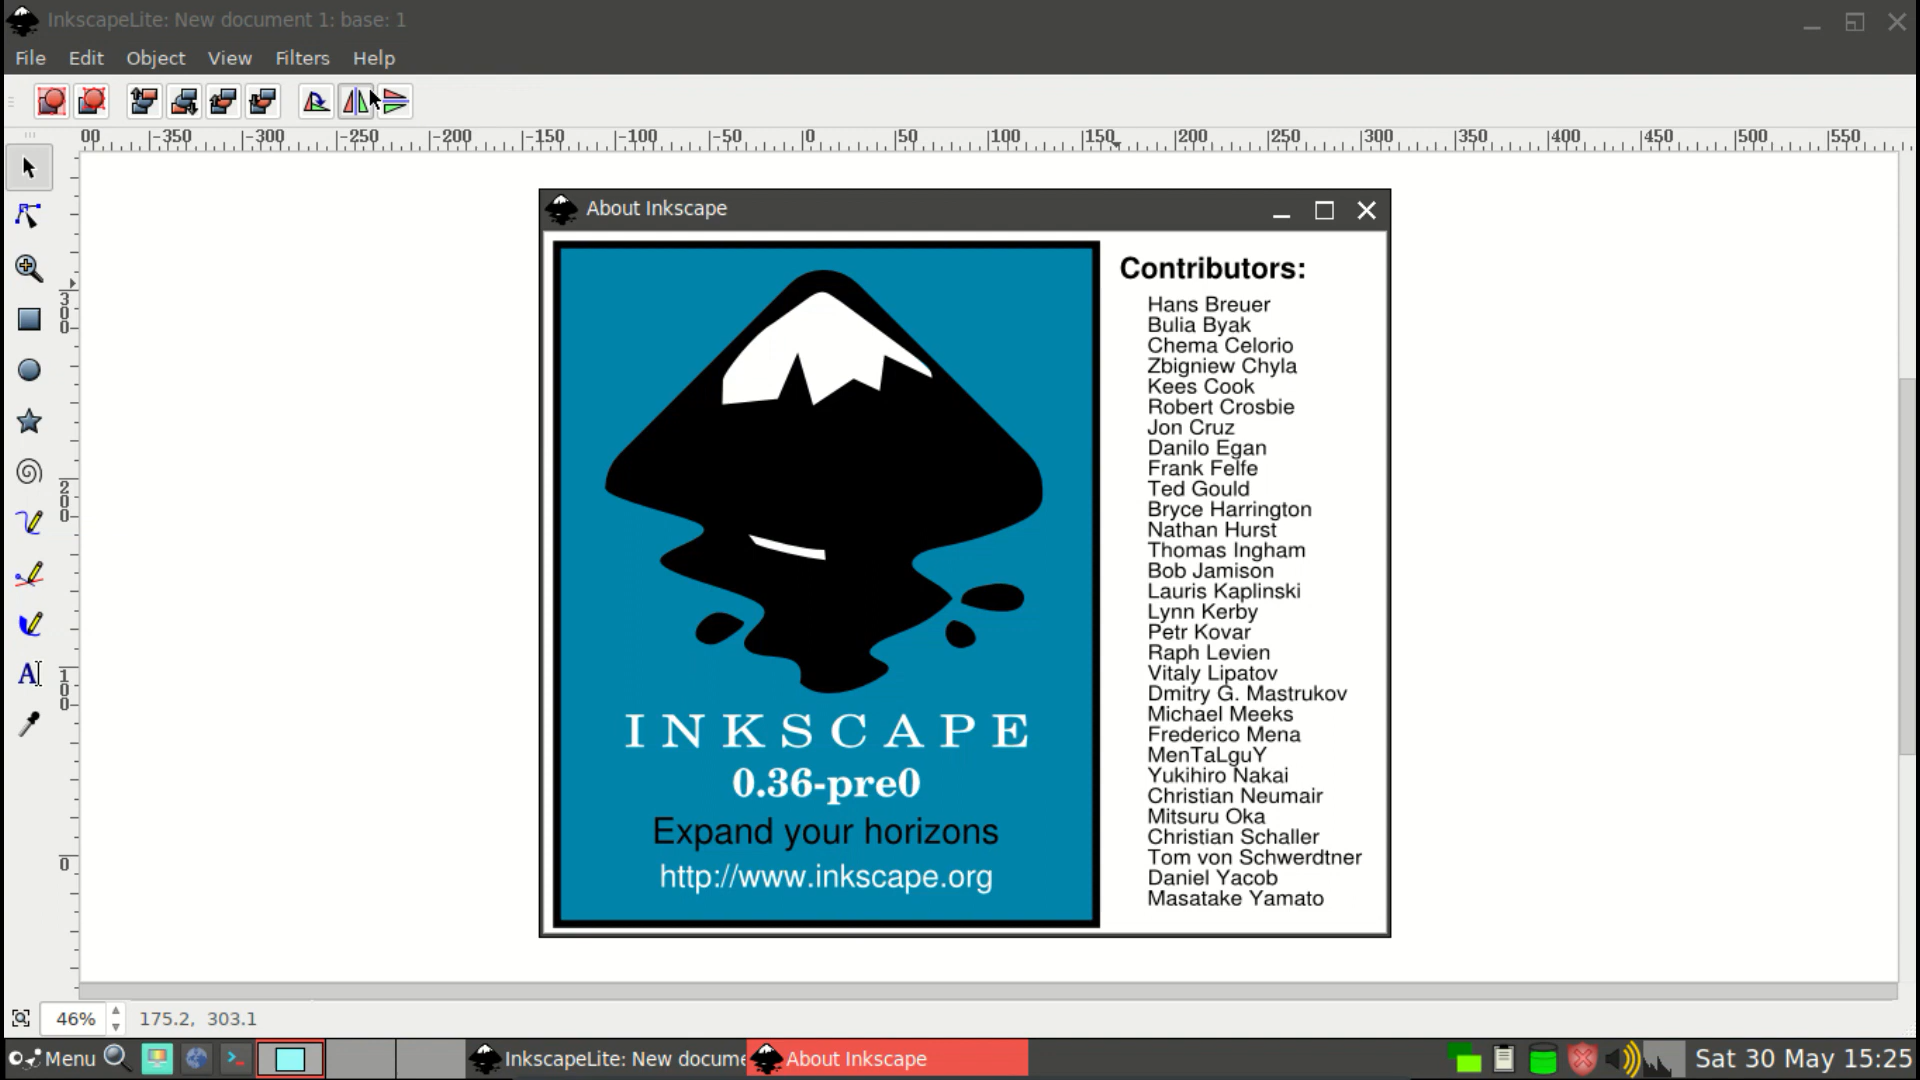 InkscapeLite: New document 1: base: 1
File Edit Object View Filters Help
00 -350 -300 -250 -200 -150 -100 -50 0 50 100 150 200 250 300 350 400 450 500 550
About Inkscape
Contributors:
Hans Breuer
Bulia Byak
Chema Celorio
Zbigniew Chyla
Kees Cook
Robert Crosbie
Jon Cruz
Danilo Egan
Frank Felfe
Ted Gould
Bryce Harrington
Nathan Hurst
Thomas Ingham
Bob Jamison
Lauris Kaplinski
Lynn Kerby
Petr Kovar
Raph Levien
Vitaly Lipatov
Dmitry G. Mastrukov
Michael Meeks
Frederico Mena
MenTaLguY
Yukihiro Nakai
Christian Neumair
Mitsuru Oka
Christian Schaller
Tom von Schwerdtner
Daniel Yacob
Masatake Yamato
INKSCAPE
0.36-pre0
Expand your horizons
http://www.inkscape.org
300
200
100
0
46% 175.2, 303.1
Menu InkscapeLite: New docume About Inkscape Sat 30 May 15:25